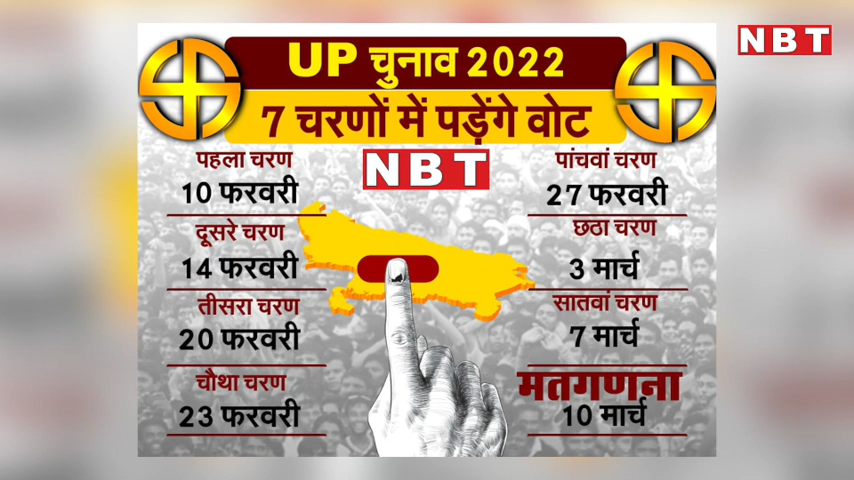 NBT
UP चुनाव 2022
7 चरणों में पड़ेंगे वोट
NBT
पहला चरण
10 फरवरी
दूसरे चरण
14 फरवरी
तीसरा चरण
20 फरवरी
चौथा चरण
23 फरवरी
पांचवां चरण
27 फरवरी
छठा चरण
3 मार्च
सातवां चरण
7 मार्च
मतगणना
10 मार्च